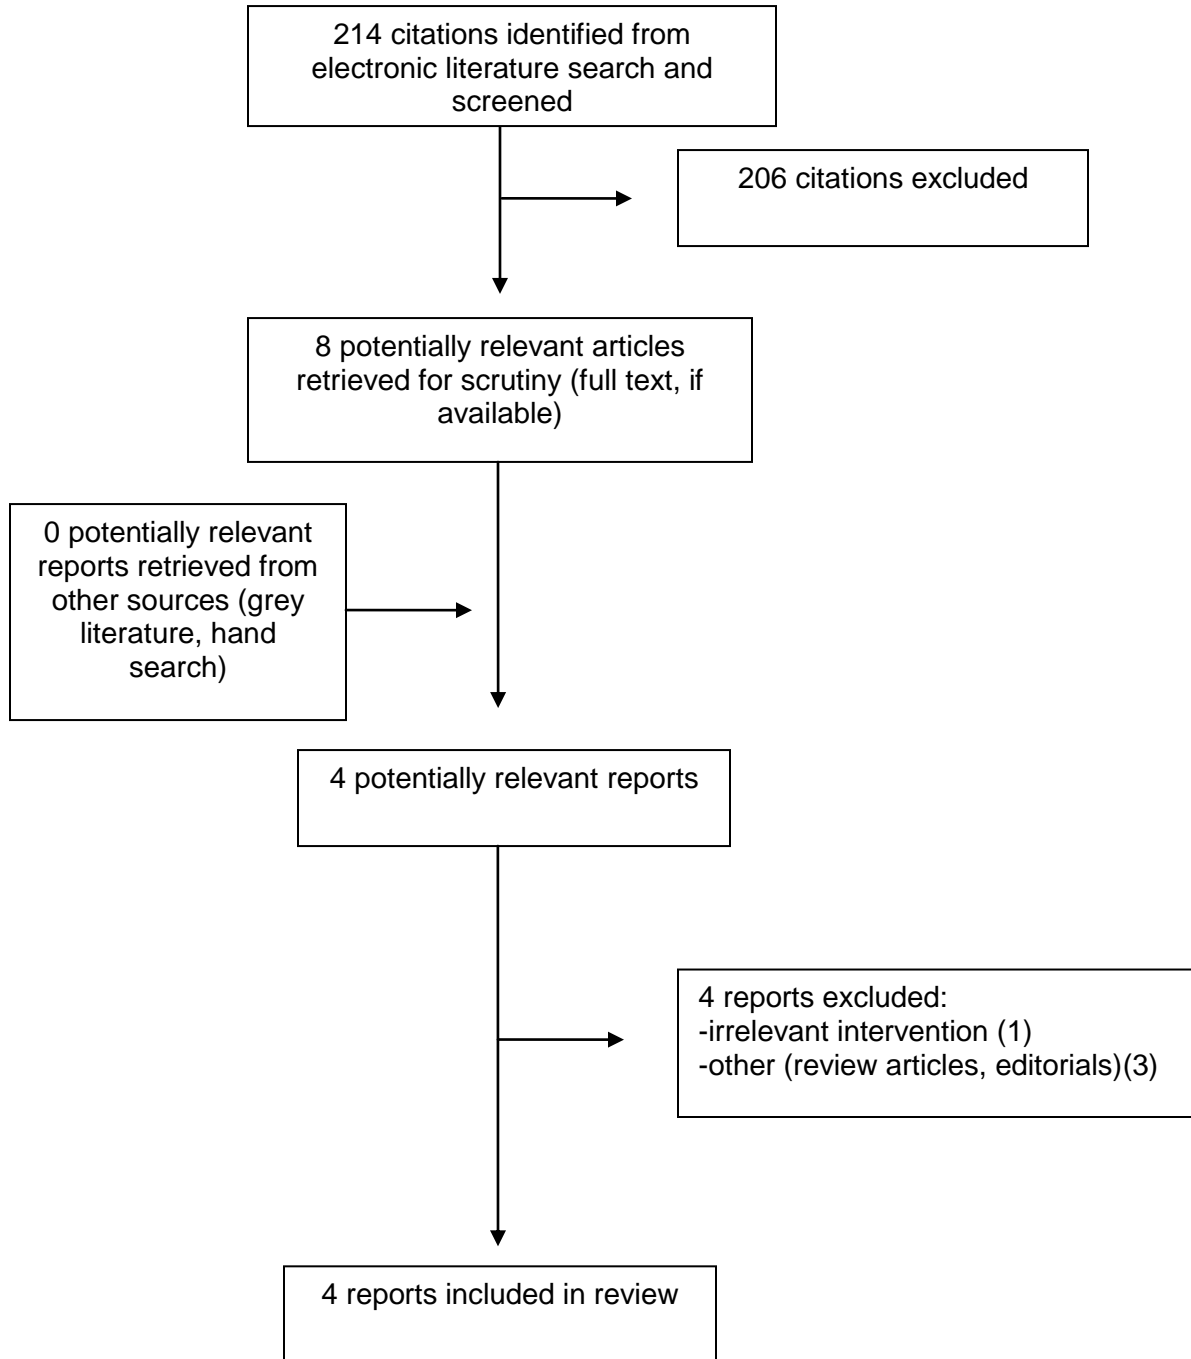 214 citations identified from
electronic literature search and
screened
206 citations excluded
8 potentially relevant articles
retrieved for scrutiny (full text, if
available)
0 potentially relevant
reports retrieved from
other sources (grey
literature, hand
search)
4 potentially relevant reports
4 reports excluded:
-irrelevant intervention (1)
-other (review articles, editorials)(3)
4 reports included in review